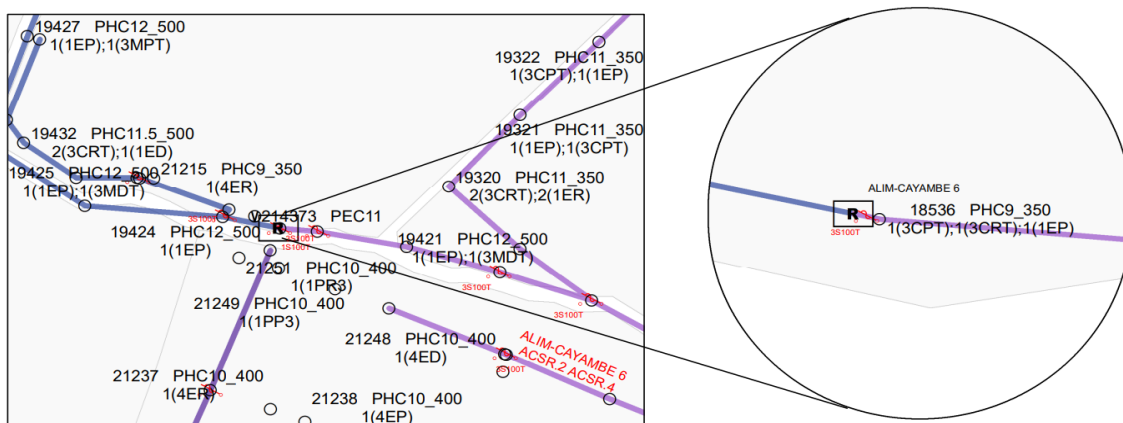 19427 PHC12_500
1(1EP);1(3MPT)
19322 PHC11_350
1(3CPT);1(1EP)
19432 PHC11.5_500
2(3CRT);1(1ED)
19321 PHC11_350
1(1EP);1(3CPT)
19425 PHC12_500
1(1EP);1(3MDT)
21215 PHC9_350
1(4ER)
19320 PHC11_350
2(3CRT);2(1ER)
214373 PEC11
R
3S100T
1S100T
19424 PHC12_500
1(1EP)
19421 PHC12_500
1(1EP);1(3MDT)
3S100T
21251 PHC10_400
1(1PR3)
21249 PHC10_400
1(1PP3)
3S100T
21248 PHC10_400
1(4ED)
3S100T
ALIM-CAYAMBE 6
ACSR.2 ACSR.4
21237 PHC10_400
1(4ER)
21238 PHC10_400
1(4EP)
ALIM-CAYAMBE 6
R
3S100T
18536 PHC9_350
1(3CPT);1(3CRT);1(1EP)